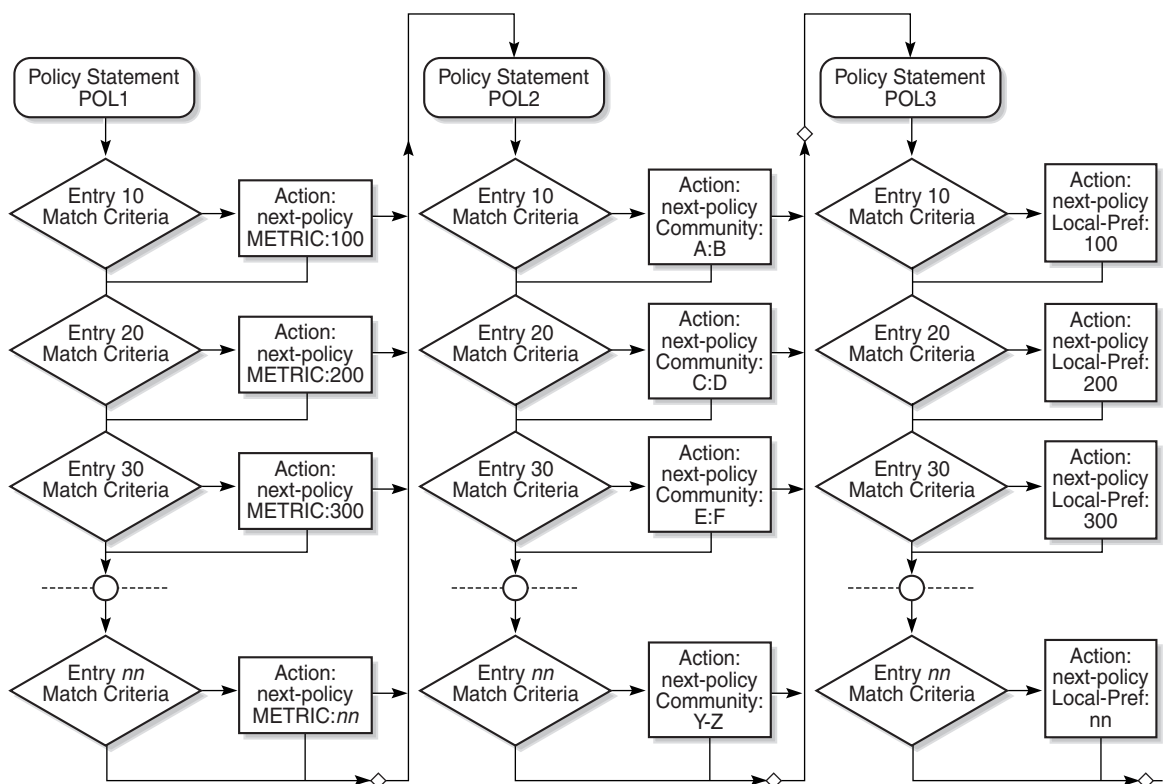 Policy Statement
POL1
Entry 10
Match Criteria
Action:
next-policy
METRIC:100
Entry 20
Match Criteria
Action:
next-policy
METRIC:200
Entry 30
Match Criteria
Action:
next-policy
METRIC:300
Entry nn
Match Criteria
Action:
next-policy
METRIC:nn
Policy Statement
POL2
Entry 10
Match Criteria
Action:
next-policy
Community:
A:B
Entry 20
Match Criteria
Action:
next-policy
Community:
C:D
Entry 30
Match Criteria
Action:
next-policy
Community:
E:F
Entry nn
Match Criteria
Action:
next-policy
Community:
Y-Z
Policy Statement
POL3
Entry 10
Match Criteria
Action:
next-policy
Local-Pref:
100
Entry 20
Match Criteria
Action:
next-policy
Local-Pref:
200
Entry 30
Match Criteria
Action:
next-policy
Local-Pref:
300
Entry nn
Match Criteria
Action:
next-policy
Local-Pref:
nn